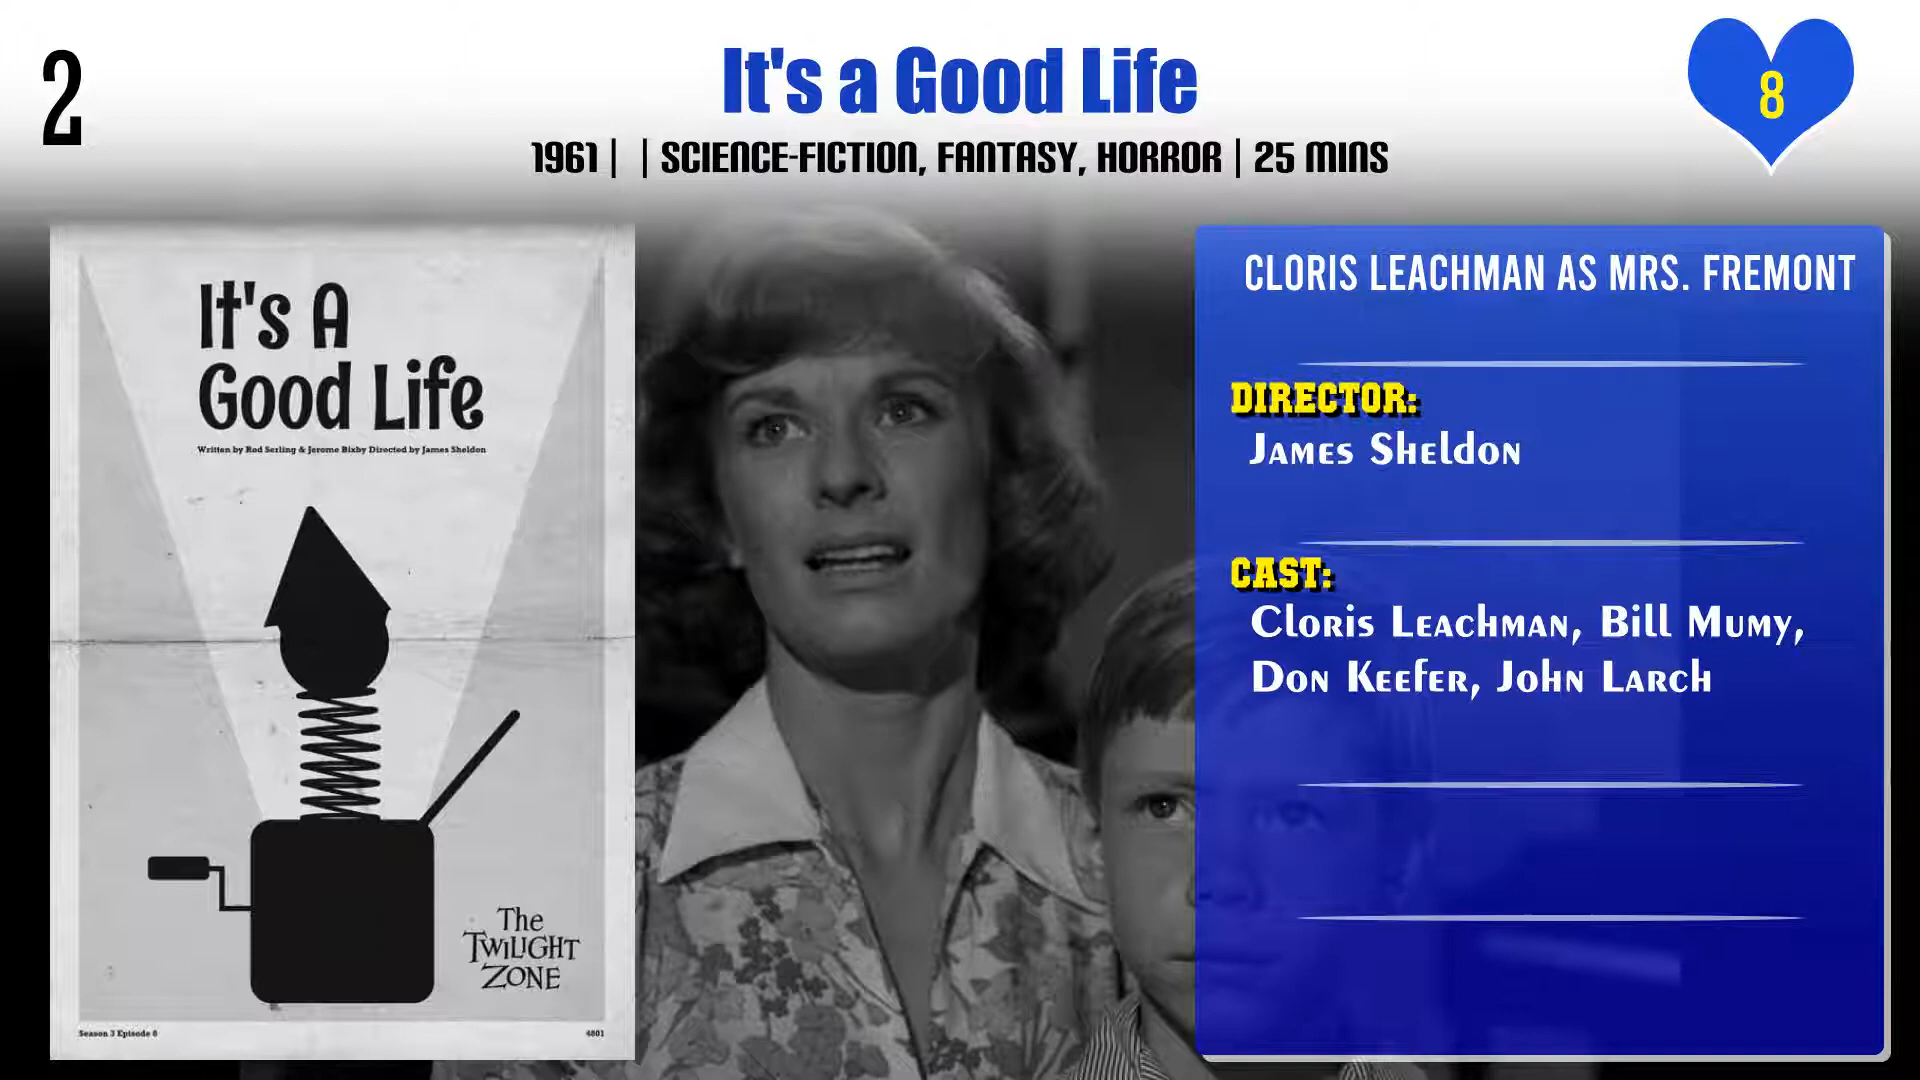 2
It's a Good Life
8
1961 | | SCIENCE-FICTION, FANTASY, HORROR | 25 MINS
It's A
Good Life
Written by Rod Serling & Jerome Bixby Directed by James Sheldon
The
TWILIGHT
ZONE
Season 3 Episode 8
4801
CLORIS LEACHMAN AS MRS. FREMONT
DIRECTOR:
James Sheldon
CAST:
Cloris Leachman, Bill Mumy,
Don Keefer, John Larch